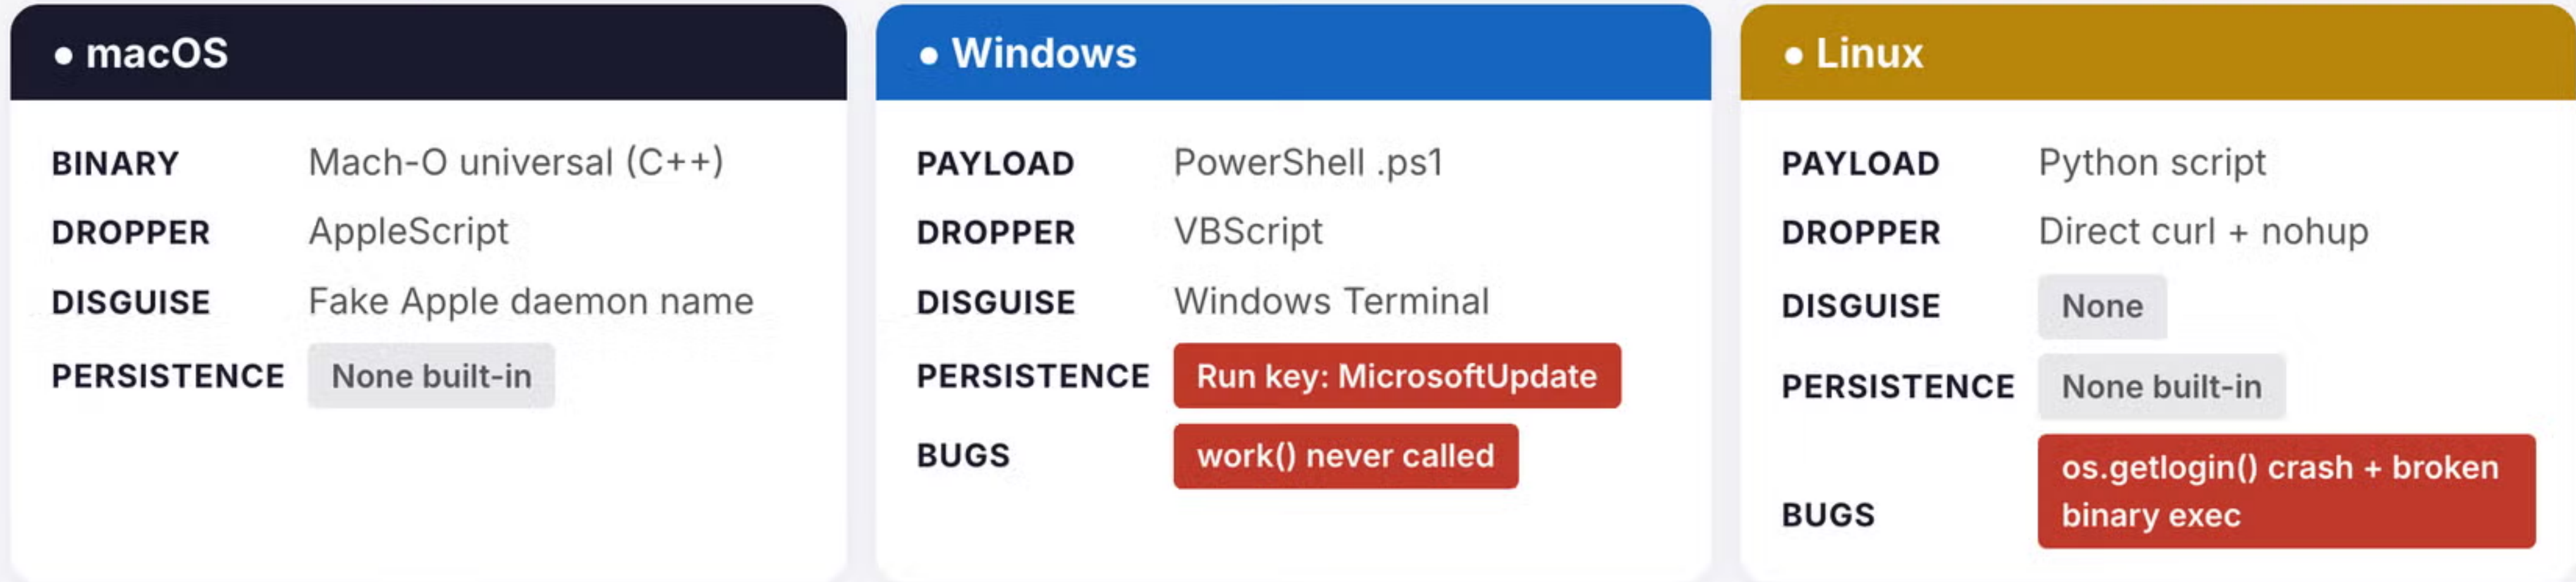 • macOS
BINARY Mach-O universal (C++)
DROPPER AppleScript
DISGUISE Fake Apple daemon name
PERSISTENCE None built-in
• Windows
PAYLOAD PowerShell .ps1
DROPPER VBScript
DISGUISE Windows Terminal
PERSISTENCE Run key: MicrosoftUpdate
BUGS work() never called
• Linux
PAYLOAD Python script
DROPPER Direct curl + nohup
DISGUISE None
PERSISTENCE None built-in
BUGS os.getlogin() crash + broken
binary exec